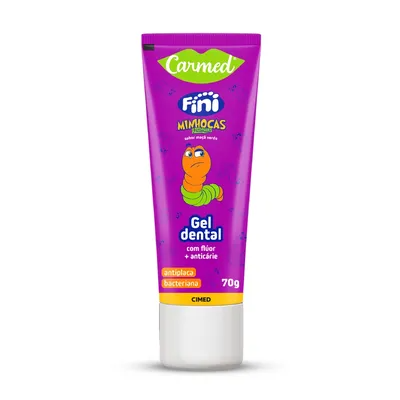 Carmed
Fini
MINHOCAS
sabor maçã verde
Gel
dental
com flúor
+ anticárie
antiplaca
bacteriana
70g
CIMED